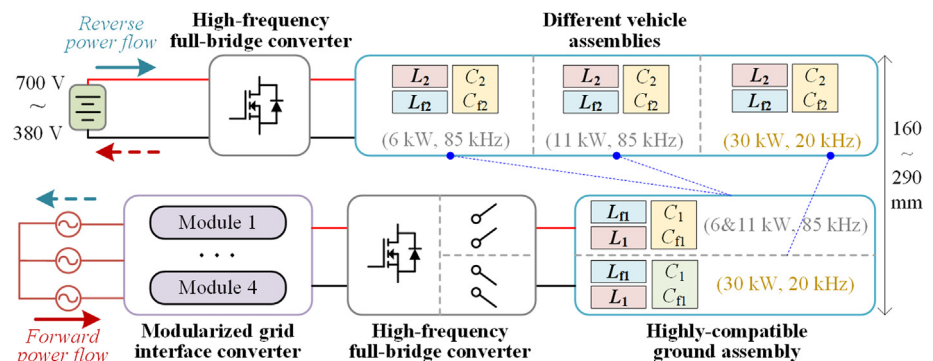 Reverse
power flow
High-frequency
full-bridge converter
Different vehicle
assemblies
700 V
~
380 V
L2 C2
Lf2 Cf2
(6 kW, 85 kHz)
L2 C2
Lf2 Cf2
(11 kW, 85 kHz)
L2 C2
Lf2 Cf2
(30 kW, 20 kHz)
160
~
290
mm
Module 1
...
Module 4
Lf1 C1
L1 Cf1
(6&11 kW, 85 kHz)
Lf1 C1
L1 Cf1
(30 kW, 20 kHz)
Forward
power flow
Modularized grid
interface converter
High-frequency
full-bridge converter
Highly-compatible
ground assembly